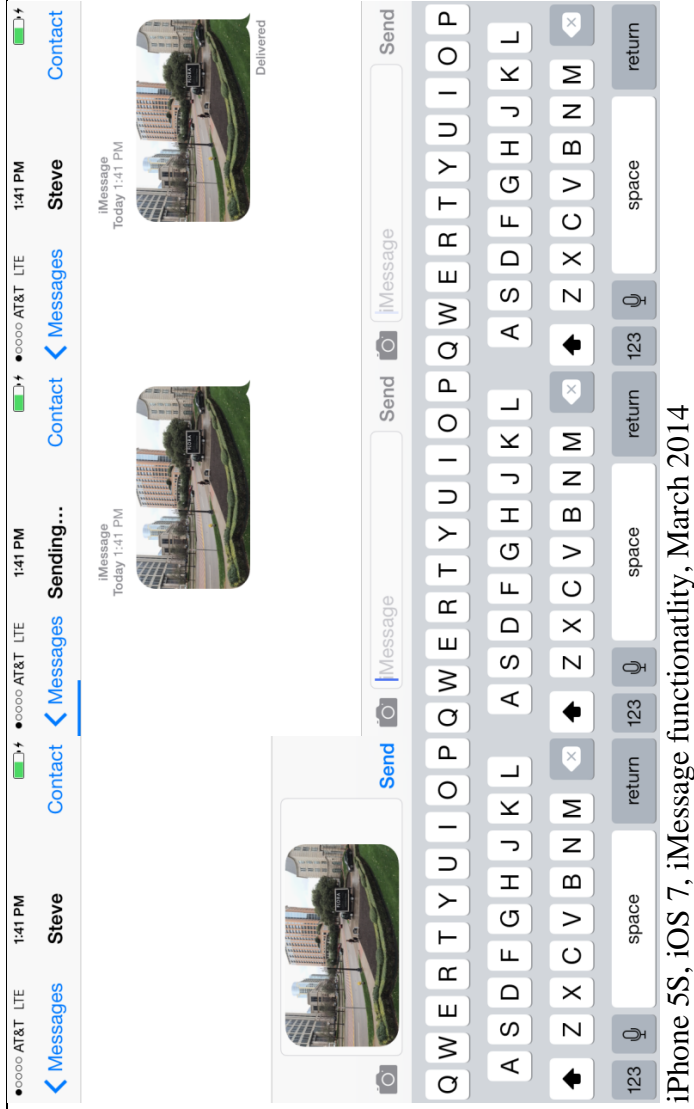 AT&T LTE 1:41 PM
Messages Steve Contact
Send
Q W E R T Y U I O P
A S D F G H J K L
Z X C V B N M
123 space return
AT&T LTE 1:41 PM
Messages Sending... Contact
iMessage
Today 1:41 PM
iMessage Send
Q W E R T Y U I O P
A S D F G H J K L
Z X C V B N M
123 space return
AT&T LTE 1:41 PM
Messages Steve Contact
iMessage
Today 1:41 PM
Delivered
iMessage Send
Q W E R T Y U I O P
A S D F G H J K L
Z X C V B N M
123 space return
iPhone 5S, iOS 7, iMessage functionatlity, March 2014